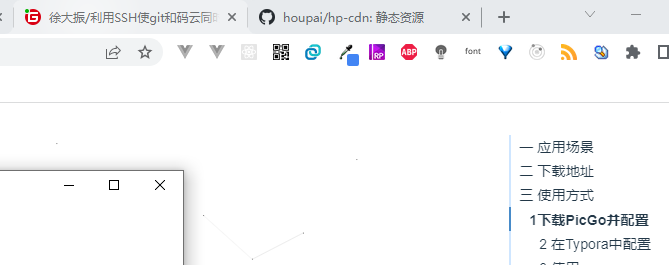 徐大振/利用SSH使git和码云同时
houpai/hp-cdn: 静态资源
RP
ABP
font
一 应用场景
二 下载地址
三 使用方式
1下载PicGo并配置
2 在Typora中配置